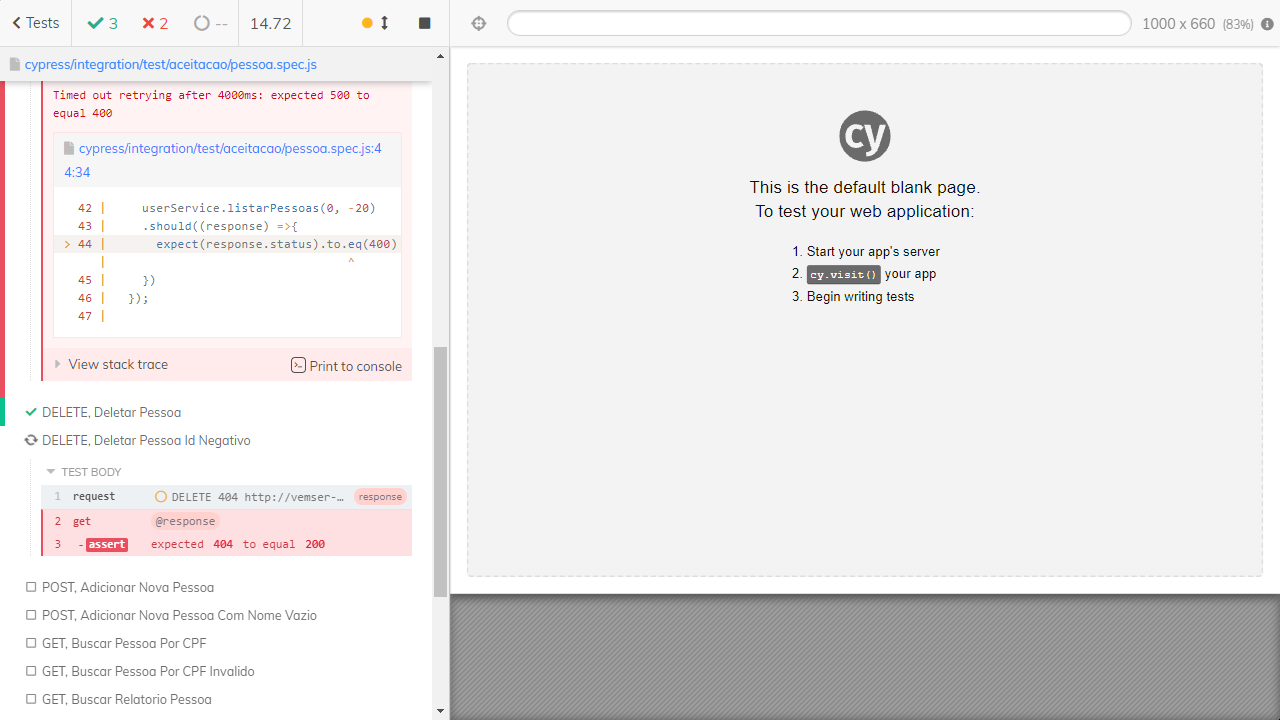 Tests 3 2 -- 14.72
1000 x 660 (83%)
cypress/integration/test/aceitacao/pessoa.spec.js
Timed out retrying after 4000ms: expected 500 to
equal 400
cypress/integration/test/aceitacao/pessoa.spec.js:4
4:34
42 | userService.listarPessoas(0, -20)
43 | .should((response) =>{
> 44 | expect(response.status).to.eq(400)
| ^
45 | })
46 | });
47 |
View stack trace Print to console
DELETE, Deletar Pessoa
DELETE, Deletar Pessoa Id Negativo
TEST BODY
1 request DELETE 404 http://vemser-… response
2 get @response
3 -assert expected 404 to equal 200
POST, Adicionar Nova Pessoa
POST, Adicionar Nova Pessoa Com Nome Vazio
GET, Buscar Pessoa Por CPF
GET, Buscar Pessoa Por CPF Invalido
GET, Buscar Relatorio Pessoa
cy
This is the default blank page.
To test your web application:
1. Start your app's server
2. cy.visit() your app
3. Begin writing tests